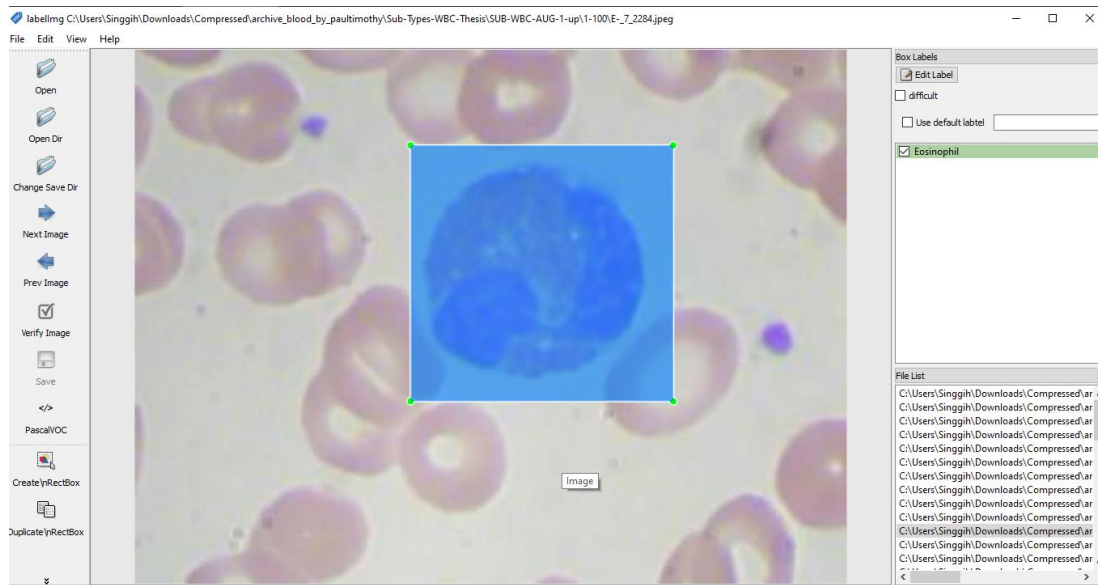 labelImg C:\Users\Singgih\Downloads\Compressed\archive_blood_by_paultimothy\Sub-Types-WBC-Thesis\SUB-WBC-AUG-1-up\1-100\E-_7_2284.jpeg
File Edit View Help
Open
Open Dir
Change Save Dir
Next Image
Prev Image
Verify Image
Save
</>
PascalVOC
Create\nRectBox
Duplicate\nRectBox
Image
Box Labels
Edit Label
difficult
Use default labtel
Eosinophil
File List
C:\Users\Singgih\Downloads\Compressed\ar
C:\Users\Singgih\Downloads\Compressed\ar
C:\Users\Singgih\Downloads\Compressed\ar
C:\Users\Singgih\Downloads\Compressed\ar
C:\Users\Singgih\Downloads\Compressed\ar
C:\Users\Singgih\Downloads\Compressed\ar
C:\Users\Singgih\Downloads\Compressed\ar
C:\Users\Singgih\Downloads\Compressed\ar
C:\Users\Singgih\Downloads\Compressed\ar
C:\Users\Singgih\Downloads\Compressed\ar
C:\Users\Singgih\Downloads\Compressed\ar
C:\Users\Singgih\Downloads\Compressed\ar
C:\Users\Singgih\Downloads\Compressed\ar